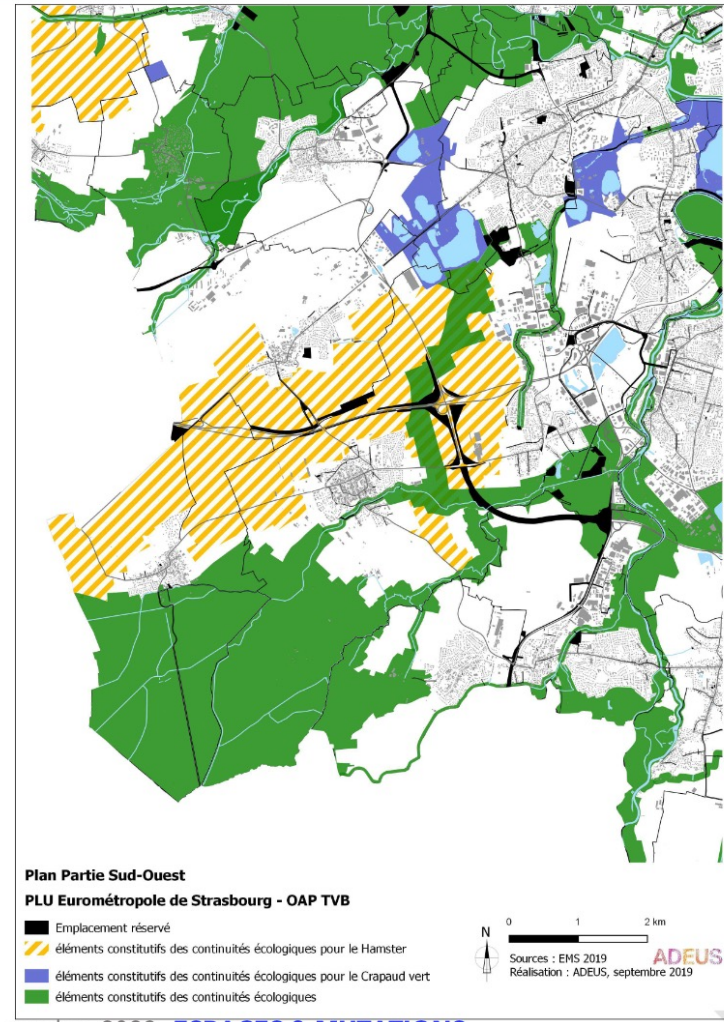 Plan Partie Sud-Ouest
PLU Eurométropole de Strasbourg - OAP TVB
Emplacement réservé
éléments constitutifs des continuités écologiques pour le Hamster
éléments constitutifs des continuités écologiques pour le Crapaud vert
éléments constitutifs des continuités écologiques
N
0 1 2 km
Sources : EMS 2019
Réalisation : ADEUS, septembre 2019
ADEUS